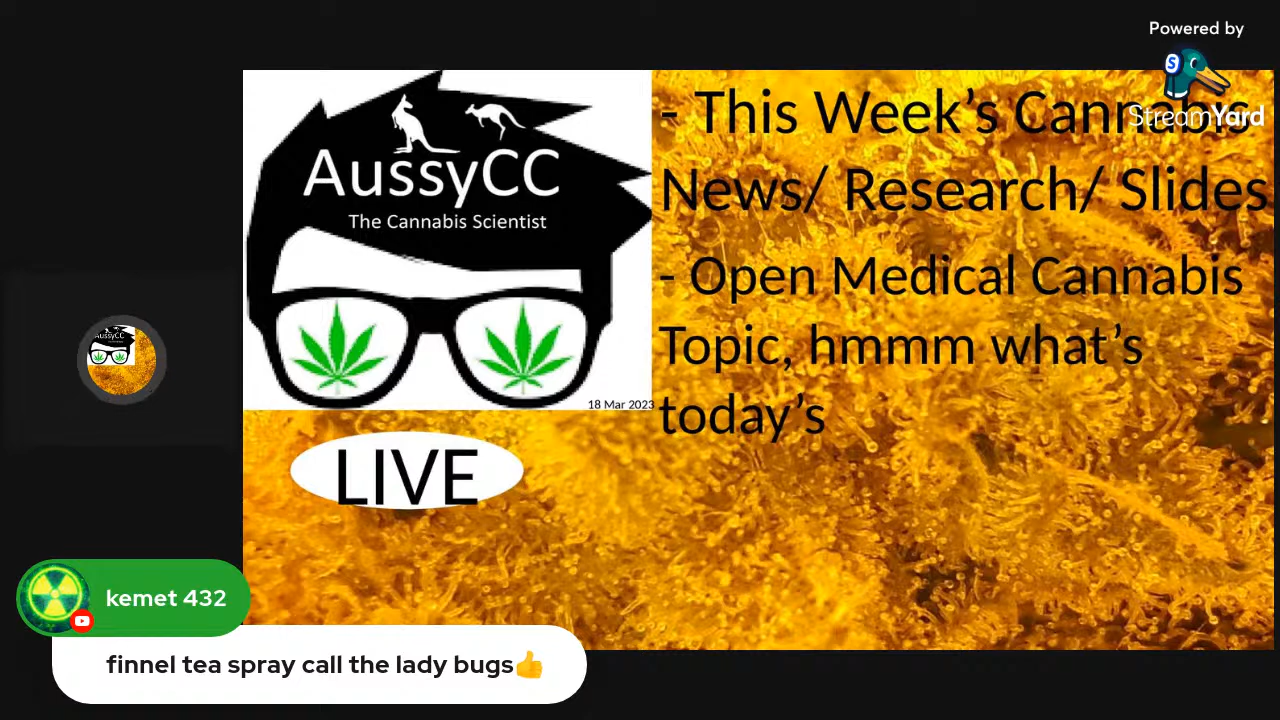 Powered by
StreamYard
AussyCC
The Cannabis Scientist
18 Mar 2023
LIVE
- This Week's Cannabis
News/ Research/ Slides
- Open Medical Cannabis
Topic, hmmm what's
today's
AussyCC
kemet 432
finnel tea spray call the lady bugs👍